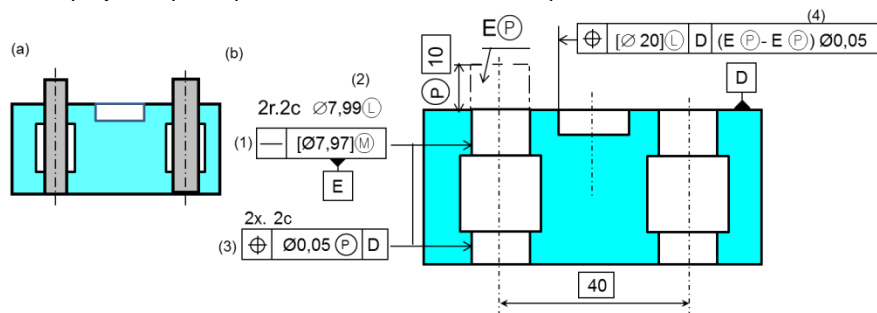 (a)
(b)
(2)
2r.2c ⌀7,99Ⓛ
(1) — [Ø7,97]Ⓜ
E
2x. 2c
(3) ⌖ Ø0,05 Ⓟ D
EⓅ
10
Ⓟ
(4)
⌖ [⌀ 20]Ⓛ D (E Ⓟ- E Ⓟ) Ø0,05
D
40